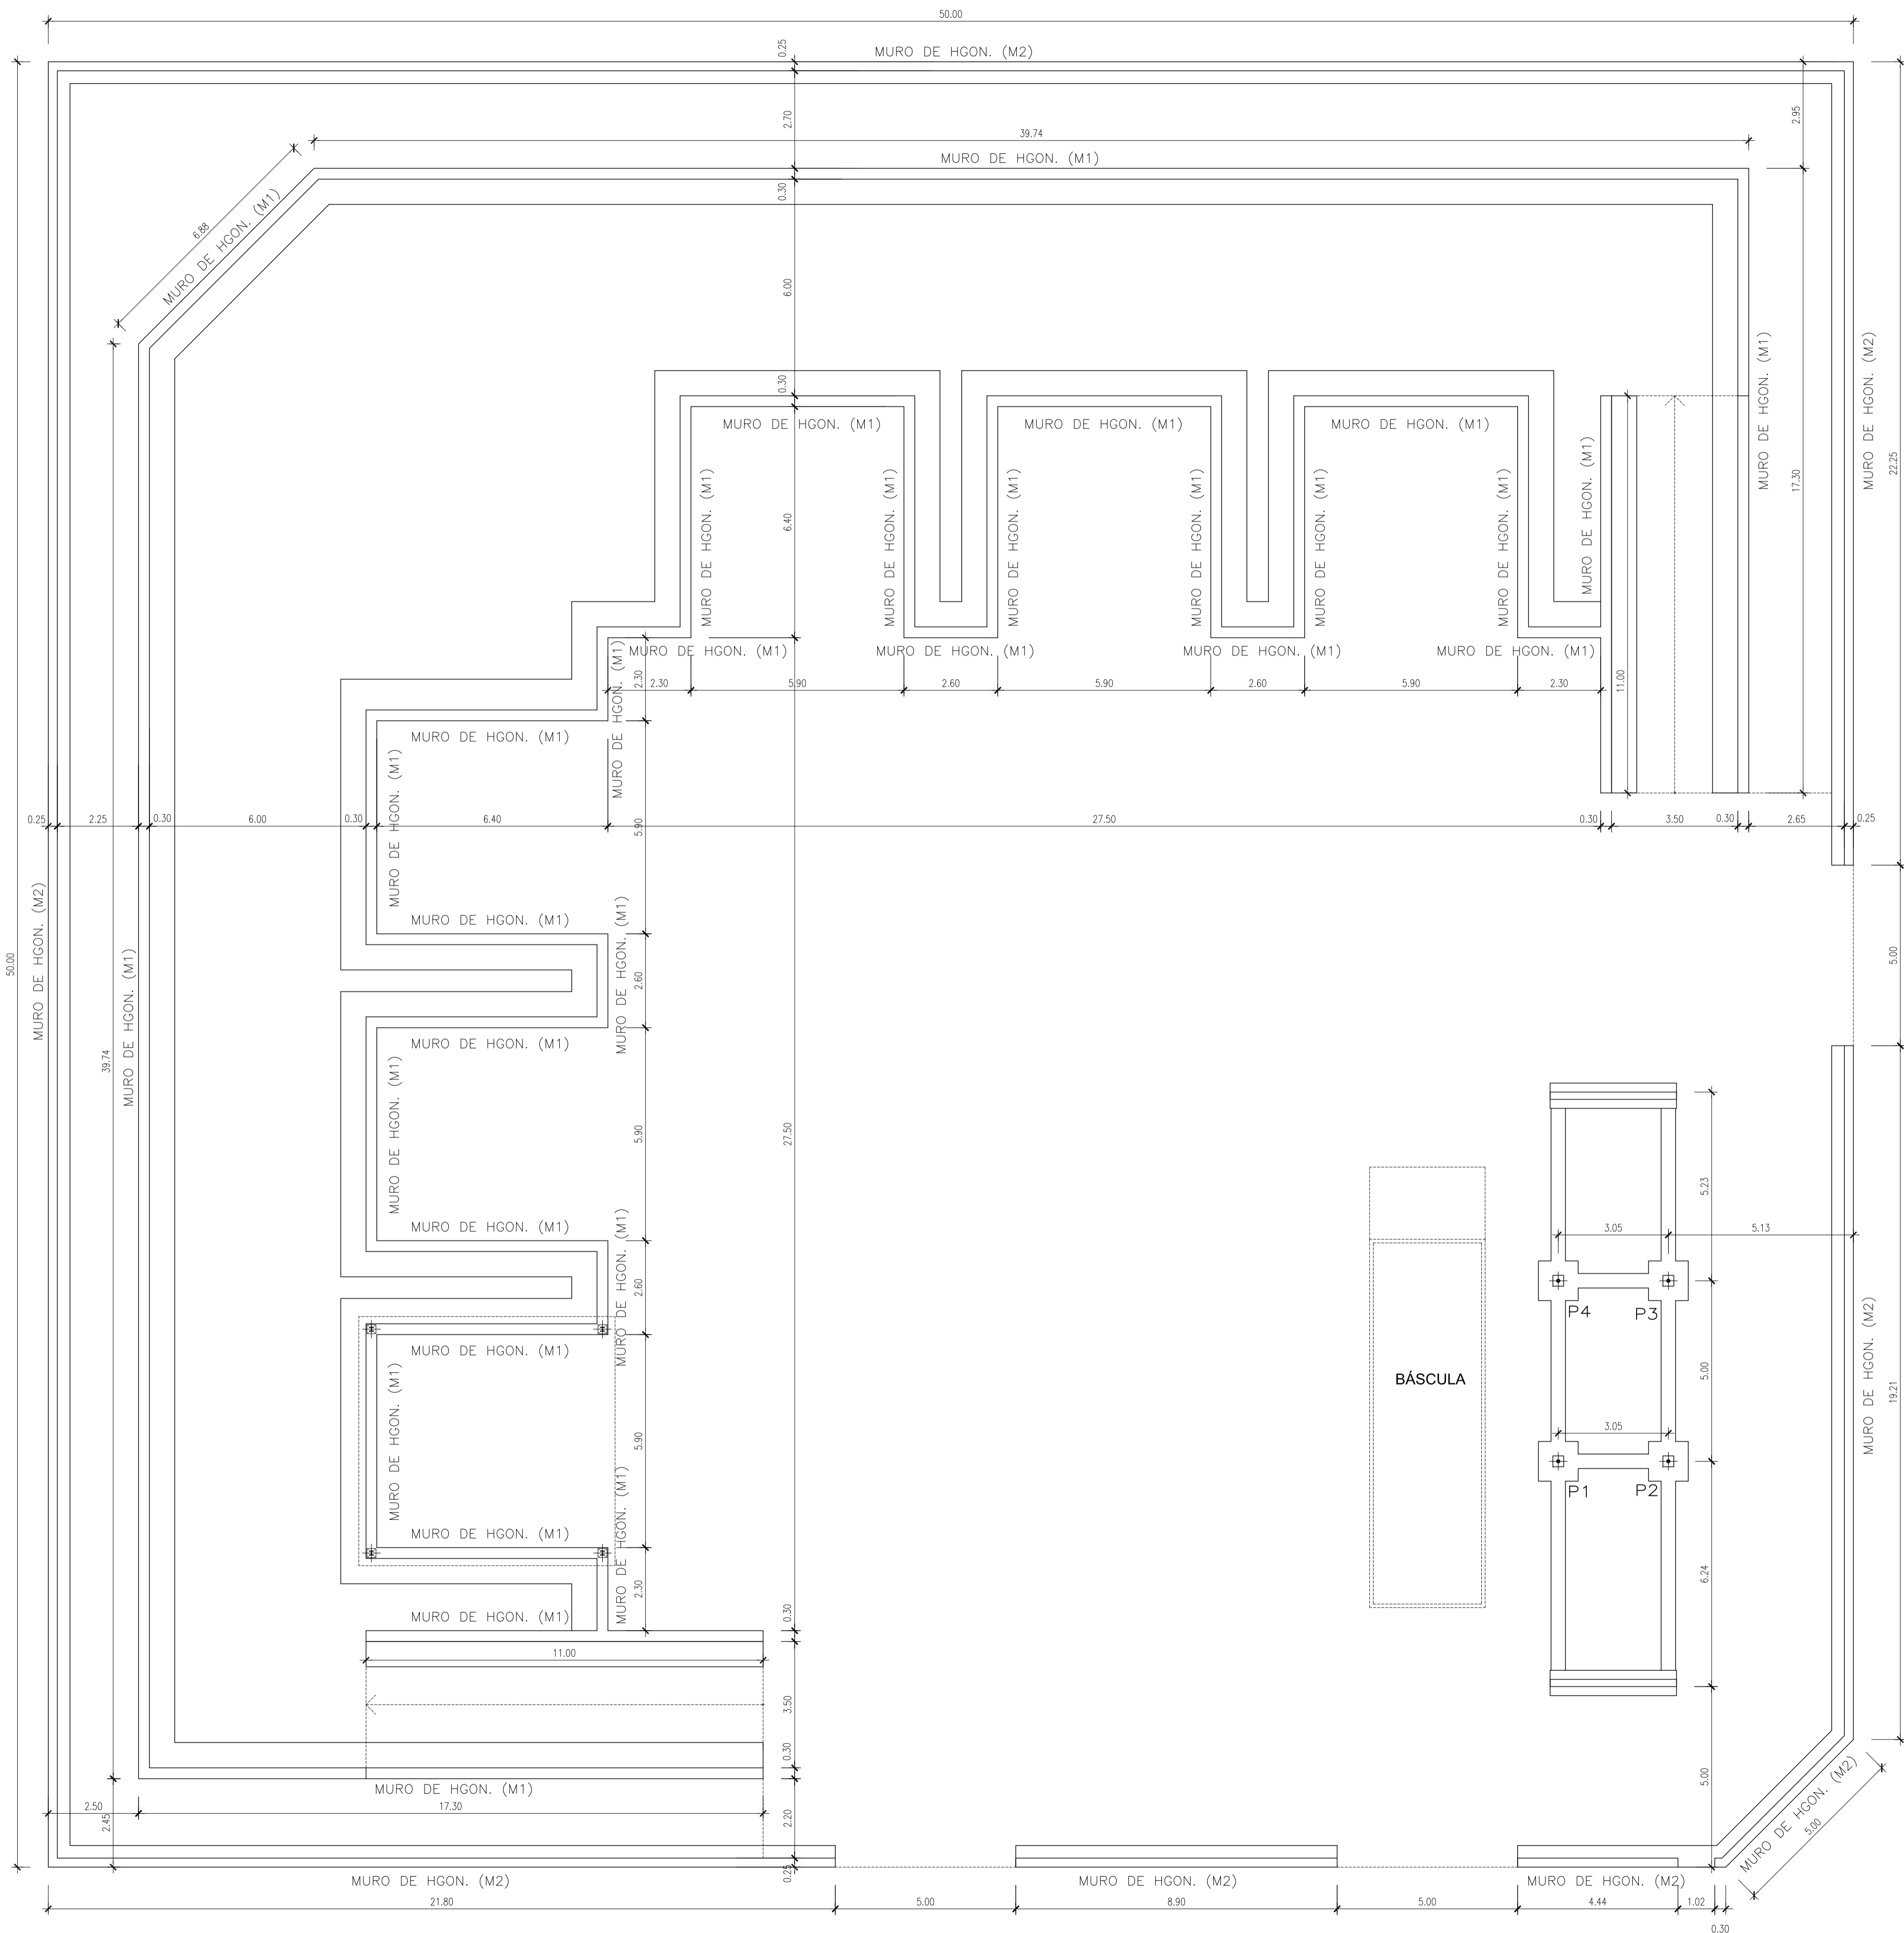 50.00
MURO DE HGON. (M2)
0.25
2.70
2.95
39.74
MURO DE HGON. (M1)
0.30
6.88
MURO DE HGON. (M1)
6.00
50.00
MURO DE HGON. (M2)
39.74
MURO DE HGON. (M1)
0.30
MURO DE HGON. (M1)
MURO DE HGON. (M1)
MURO DE HGON. (M1)
MURO DE HGON. (M1)
MURO DE HGON. (M1)
6.40
MURO DE HGON. (M1)
MURO DE HGON. (M1)
MURO DE HGON. (M1)
MURO DE HGON. (M1)
MURO DE HGON. (M1)
MURO DE HGON. (M1)
17.30
MURO DE HGON. (M1)
MURO DE HGON. (M2)
22.25
MURO DE HGON. (M1)
MURO DE HGON. (M1)
MURO DE HGON. (M1)
MURO DE HGON. (M1)
2.30
5.90
2.60
5.90
2.60
5.90
2.30
11.00
MURO DE HGON. (M1)
2.30
MURO DE HGON. (M1)
MURO DE HGON. (M1)
0.25
2.25
0.30
6.00
0.30
6.40
5.90
27.50
0.30
3.50
0.30
2.65
0.25
MURO DE HGON. (M1)
MURO DE HGON. (M1)
2.60
5.00
MURO DE HGON. (M1)
MURO DE HGON. (M1)
5.90
27.50
MURO DE HGON. (M1)
MURO DE HGON. (M1)
2.60
5.23
3.05
5.13
P4
P3
MURO DE HGON. (M1)
MURO DE HGON. (M1)
5.90
BÁSCULA
5.00
MURO DE HGON. (M2)
19.21
3.05
P1
P2
MURO DE HGON. (M1)
MURO DE HGON. (M1)
2.30
6.24
MURO DE HGON. (M1)
0.30
11.00
3.50
0.30
MURO DE HGON. (M1)
2.50
17.30
2.45
2.20
0.25
5.00
MURO DE HGON. (M2)
5.00
MURO DE HGON. (M2)
MURO DE HGON. (M2)
MURO DE HGON. (M2)
21.80
5.00
8.90
5.00
4.44
1.02
0.30